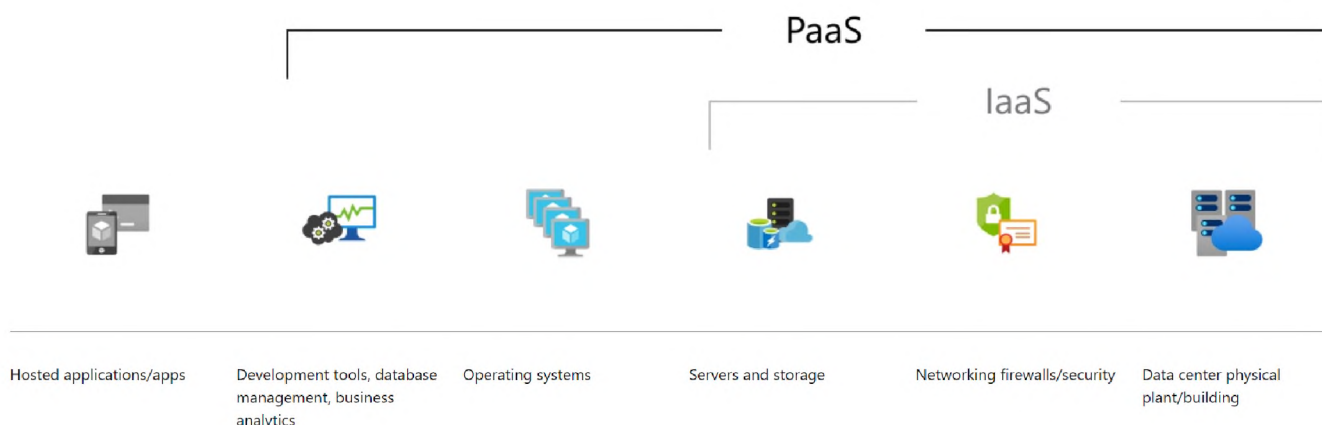 PaaS
IaaS
Hosted applications/apps
Development tools, database
management, business
analytics
Operating systems
Servers and storage
Networking firewalls/security
Data center physical
plant/building